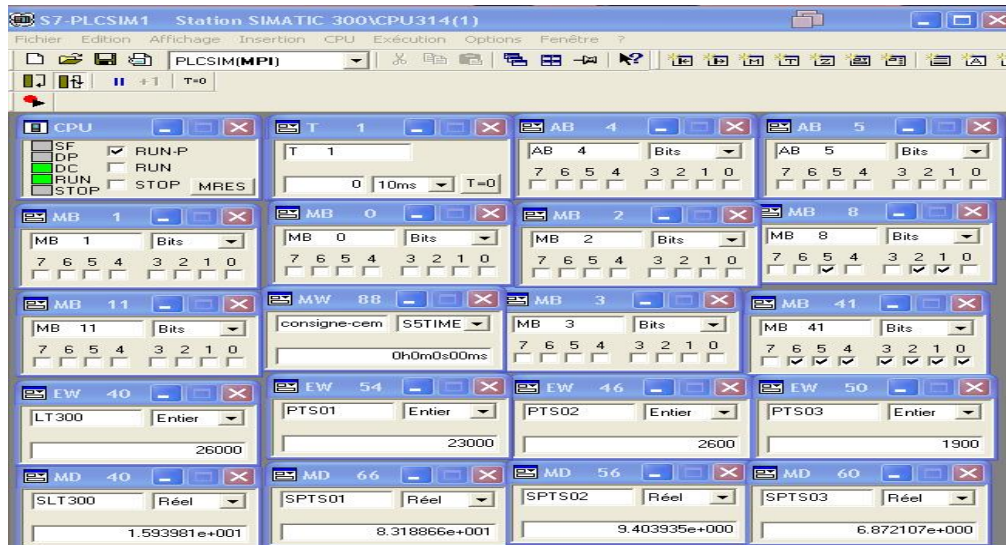 S7-PLCSIM1 Station SIMATIC 300\CPU314(1)
Fichier Edition Affichage Insertion CPU Exécution Options Fenêtre ?
PLCSIM(MPI)
+1 T=0
CPU
SF
DP
DC
RUN
STOP
RUN-P
RUN
STOP MRES
T 1
T 1
0 10ms T=0
AB 4
AB 4 Bits
7 6 5 4 3 2 1 0
AB 5
AB 5 Bits
7 6 5 4 3 2 1 0
MB 1
MB 1 Bits
7 6 5 4 3 2 1 0
MB 0
MB 0 Bits
7 6 5 4 3 2 1 0
MB 2
MB 2 Bits
7 6 5 4 3 2 1 0
MB 8
MB 8 Bits
7 6 5 4 3 2 1 0
MB 11
MB 11 Bits
7 6 5 4 3 2 1 0
MW 88
consigne-cem S5TIME
0h0m0s00ms
MB 3
MB 3 Bits
7 6 5 4 3 2 1 0
MB 41
MB 41 Bits
7 6 5 4 3 2 1 0
EW 40
LT300 Entier
26000
EW 54
PTS01 Entier
23000
EW 46
PTS02 Entier
2600
EW 50
PTS03 Entier
1900
MD 40
SLT300 Réel
1.593981e+001
MD 66
SPTS01 Réel
8.318866e+001
MD 56
SPTS02 Réel
9.403935e+000
MD 60
SPTS03 Réel
6.872107e+000